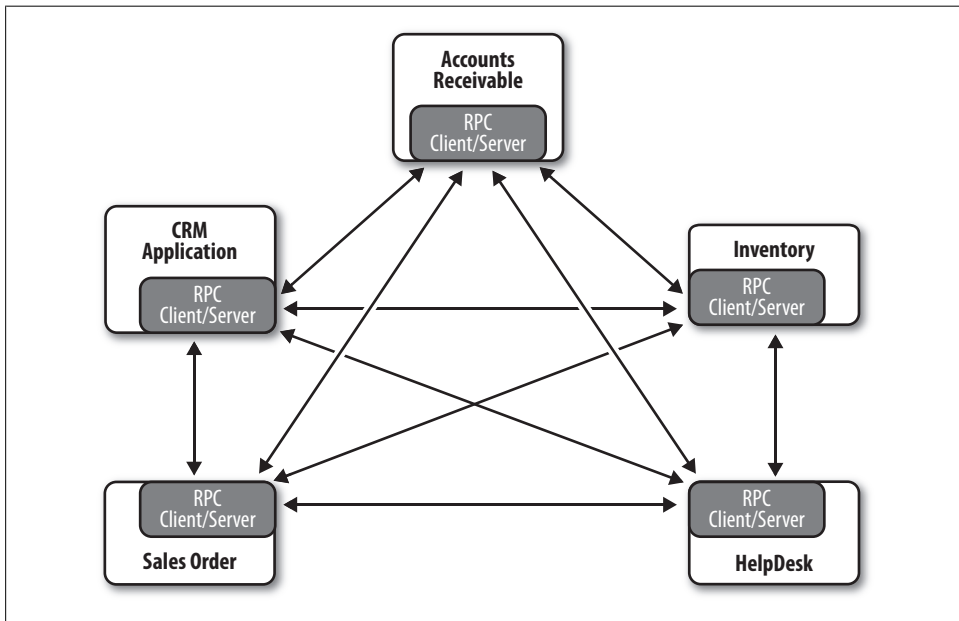 Accounts
Receivable
RPC
Client/Server
CRM
Application
RPC
Client/Server
Inventory
RPC
Client/Server
RPC
Client/Server
Sales Order
RPC
Client/Server
HelpDesk